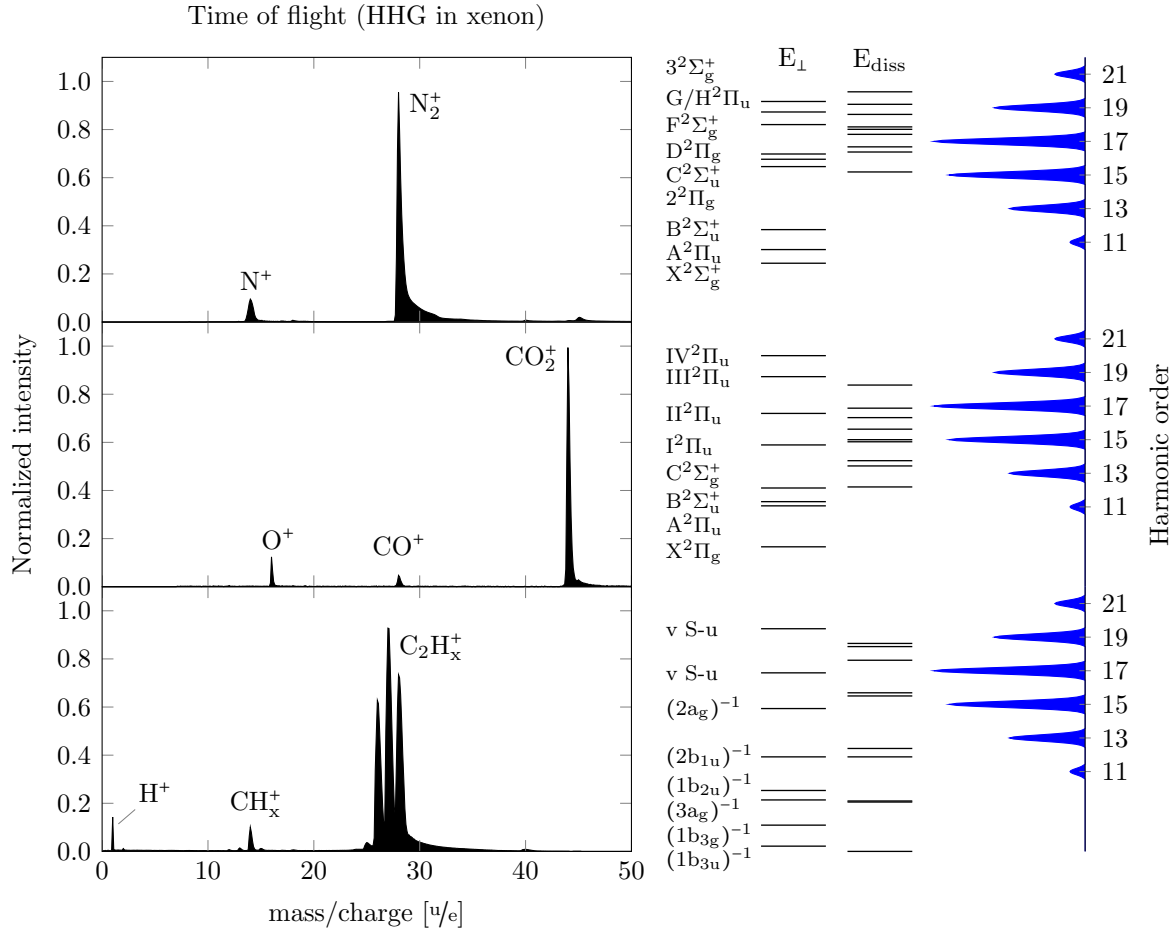 Time of flight (HHG in xenon)
Normalized intensity
1.0
0.8
0.6
0.4
0.2
0.0
N⁺
N₂⁺
1.0
0.8
0.6
0.4
0.2
0.0
O⁺
CO⁺
CO₂⁺
1.0
0.8
0.6
0.4
0.2
0.0
H⁺
CHₓ⁺
C₂Hₓ⁺
0 10 20 30 40 50
mass/charge [u/e]
E⊥ E_diss
3²Σg⁺
G/H²Πu
F²Σg⁺
D²Πg
C²Σu⁺
2²Πg
B²Σu⁺
A²Πu
X²Σg⁺
IV²Πu
III²Πu
II²Πu
I²Πu
C²Σg⁺
B²Σu⁺
A²Πu
X²Πg
v S-u
v S-u
(2ag)⁻¹
(2b1u)⁻¹
(1b2u)⁻¹
(3ag)⁻¹
(1b3g)⁻¹
(1b3u)⁻¹
21
19
17
15
13
11
21
19
17
15
13
11
21
19
17
15
13
11
Harmonic order